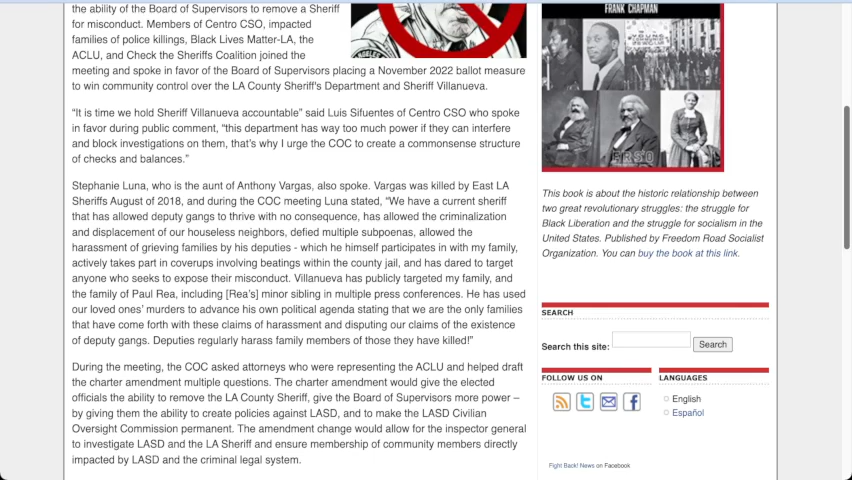 the ability of the Board of Supervisors to remove a Sheriff
for misconduct. Members of Centro CSO, impacted
families of police killings, Black Lives Matter-LA, the
ACLU, and Check the Sheriffs Coalition joined the
meeting and spoke in favor of the Board of Supervisors placing a November 2022 ballot measure
to win community control over the LA County Sheriff's Department and Sheriff Villanueva.
“It is time we hold Sheriff Villanueva accountable” said Luis Sifuentes of Centro CSO who spoke
in favor during public comment, “this department has way too much power if they can interfere
and block investigations on them, that’s why I urge the COC to create a commonsense structure
of checks and balances.”
Stephanie Luna, who is the aunt of Anthony Vargas, also spoke. Vargas was killed by East LA
Sheriffs August of 2018, and during the COC meeting Luna stated, “We have a current sheriff
that has allowed deputy gangs to thrive with no consequence, has allowed the criminalization
and displacement of our houseless neighbors, defied multiple subpoenas, allowed the
harassment of grieving families by his deputies - which he himself participates in with my family,
actively takes part in coverups involving beatings within the county jail, and has dared to target
anyone who seeks to expose their misconduct. Villanueva has publicly targeted my family, and
the family of Paul Rea, including [Rea’s] minor sibling in multiple press conferences. He has used
our loved ones’ murders to advance his own political agenda stating that we are the only families
that have come forth with these claims of harassment and disputing our claims of the existence
of deputy gangs. Deputies regularly harass family members of those they have killed!”
During the meeting, the COC asked attorneys who were representing the ACLU and helped draft
the charter amendment multiple questions. The charter amendment would give the elected
officials the ability to remove the LA County Sheriff, give the Board of Supervisors more power –
by giving them the ability to create policies against LASD, and to make the LASD Civilian
Oversight Commission permanent. The amendment change would allow for the inspector general
to investigate LASD and the LA Sheriff and ensure membership of community members directly
impacted by LASD and the criminal legal system.
FRANK CHAPMAN
FRSO
This book is about the historic relationship between
two great revolutionary struggles: the struggle for
Black Liberation and the struggle for socialism in the
United States. Published by Freedom Road Socialist
Organization. You can buy the book at this link.
SEARCH
Search this site:
Search
FOLLOW US ON
LANGUAGES
English
Español
Fight Back! News on Facebook